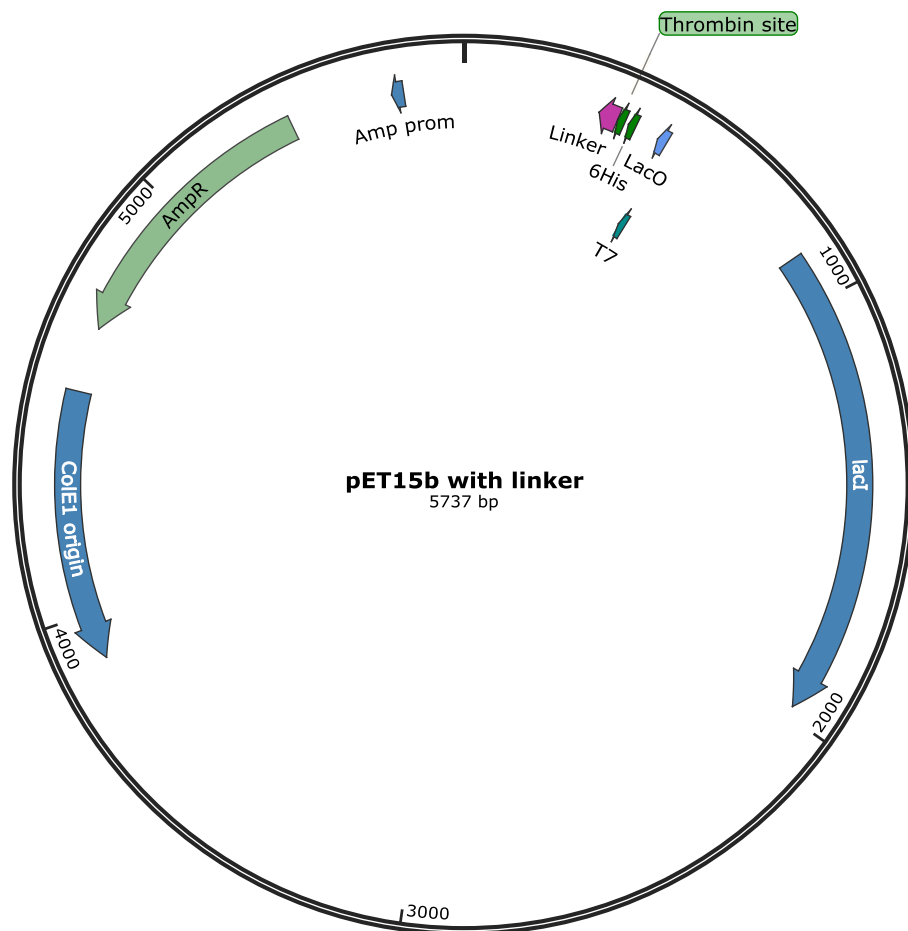 Thrombin site
Amp prom
Linker
6His
LacO
T7
AmpR
5000
1000
lacI
pET15b with linker
5737 bp
ColE1 origin
4000
2000
3000